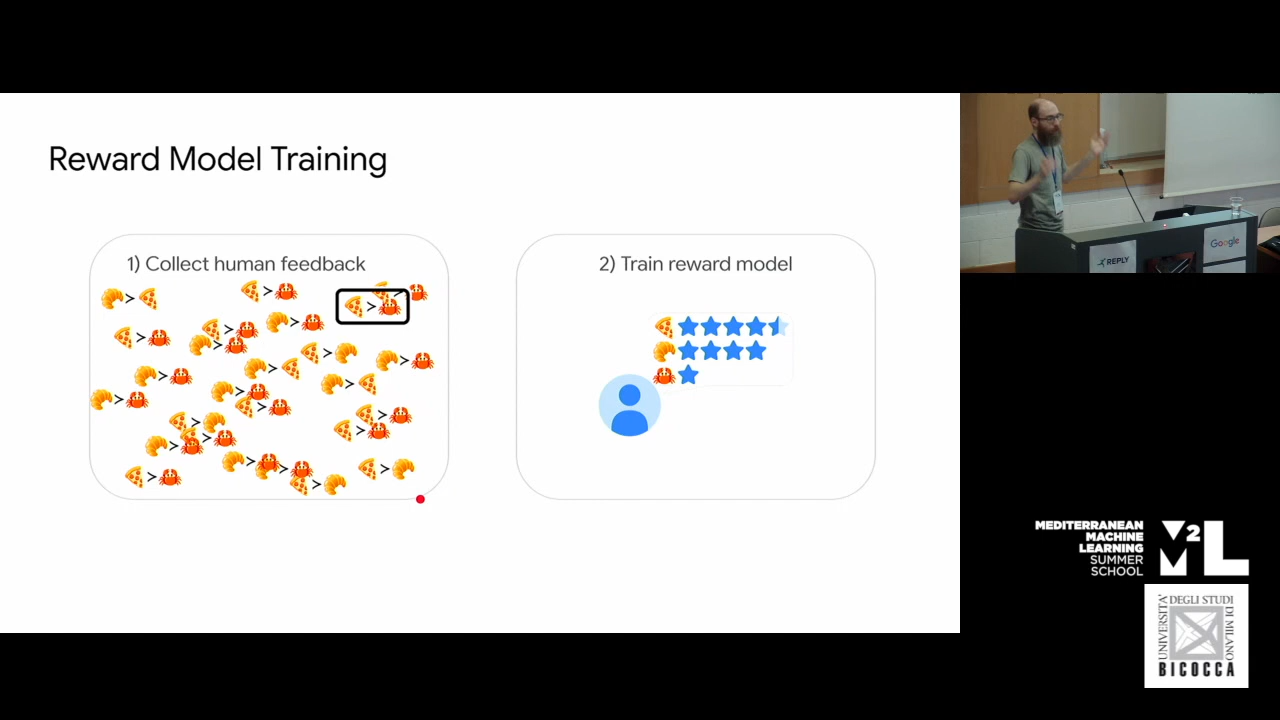 Reward Model Training
1) Collect human feedback
2) Train reward model
REPLY
Google
MEDITERRANEAN
MACHINE
LEARNING
SUMMER
SCHOOL
M2L
UNIVERSITA'
DEGLI STUDI
DI MILANO
BICOCCA